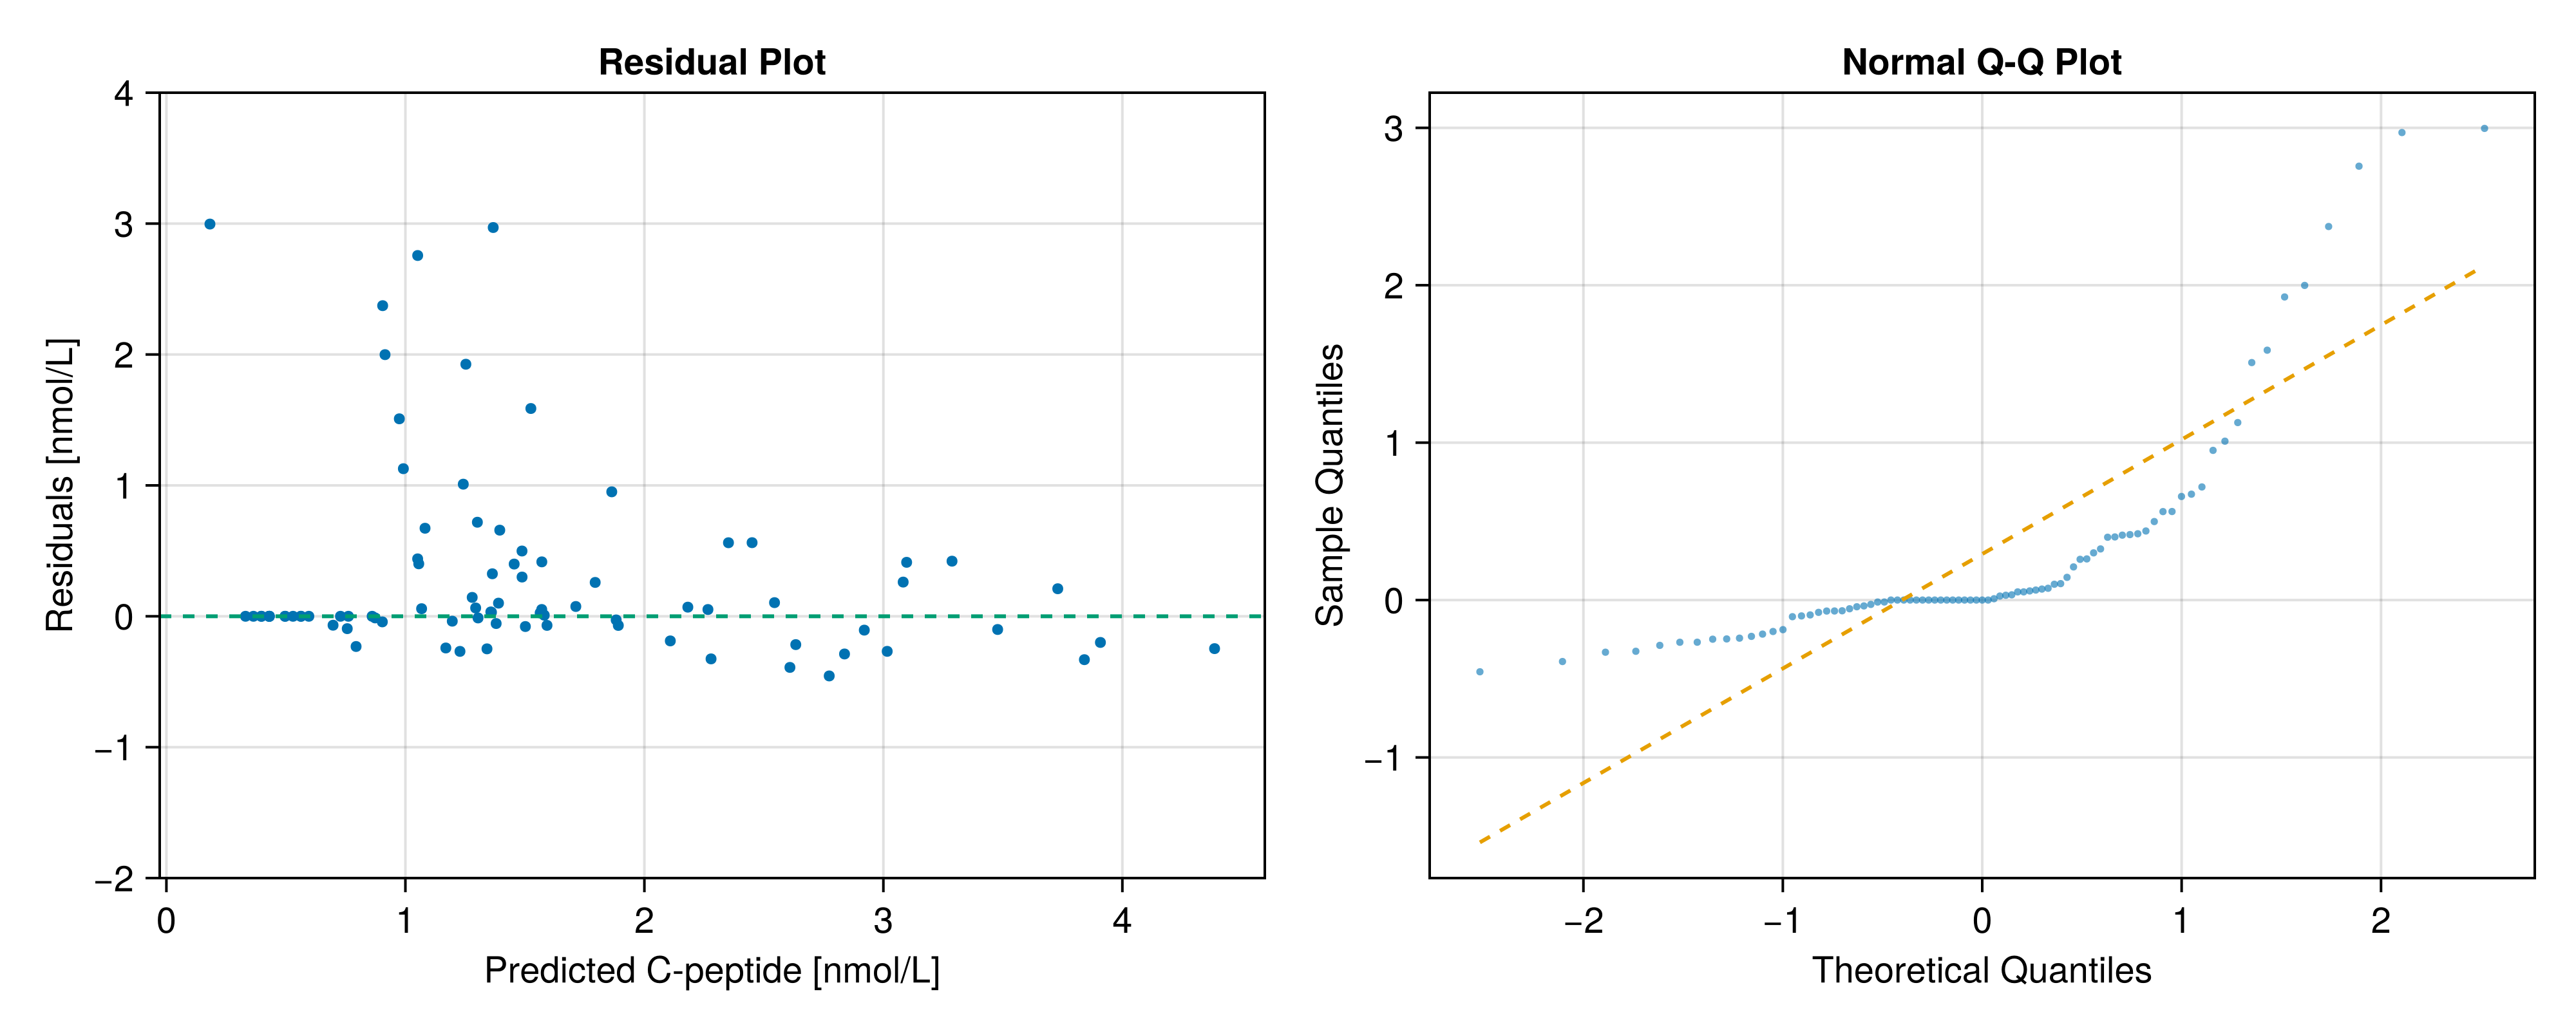 Residual Plot
4
3
2
1
0
−1
−2
Residuals [nmol/L]
0 1 2 3 4
Predicted C-peptide [nmol/L]
Normal Q-Q Plot
3
2
1
0
−1
Sample Quantiles
−2 −1 0 1 2
Theoretical Quantiles